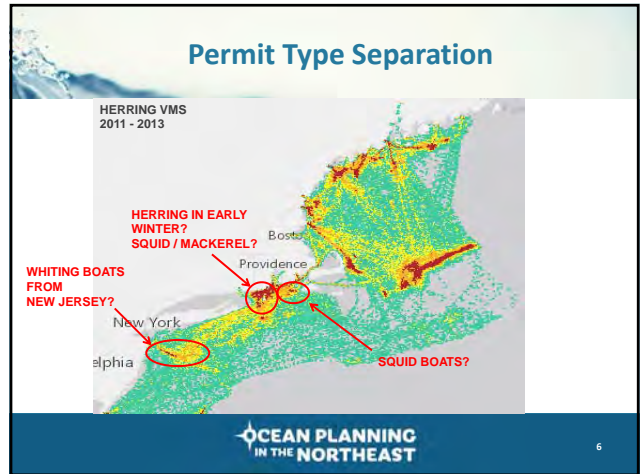 Permit Type Separation
HERRING VMS
2011 - 2013
HERRING IN EARLY
WINTER?
SQUID / MACKEREL?
Bosto
Providence
WHITING BOATS
FROM
NEW JERSEY?
New York
elphia
SQUID BOATS?
OCEAN PLANNING
IN THE NORTHEAST
6